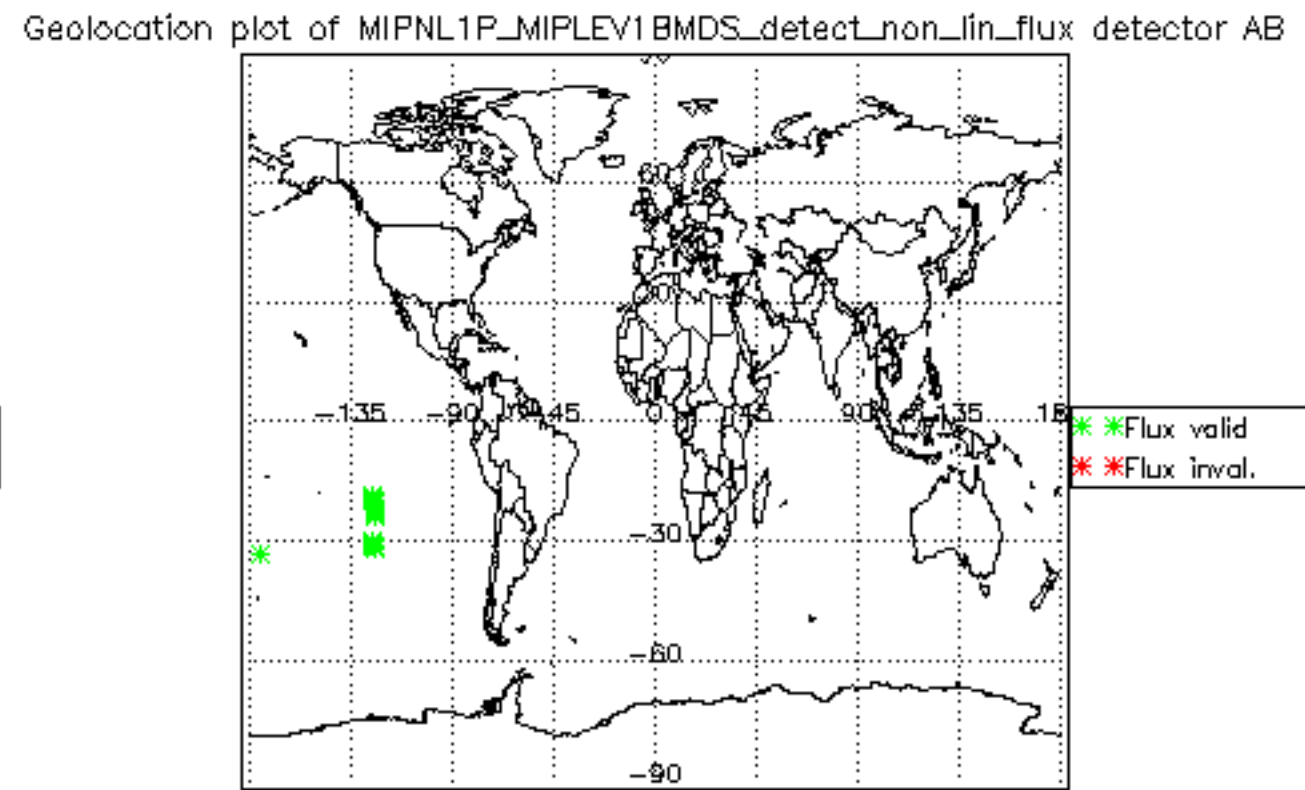 Geolocation plot of MIPNL1P_MIPLEV1BMDS_detect_non_lin_flux detector AB
60
-135 -90 -45 0 45 90 135
Flux valid
Flux inval.
-30
-60
-90